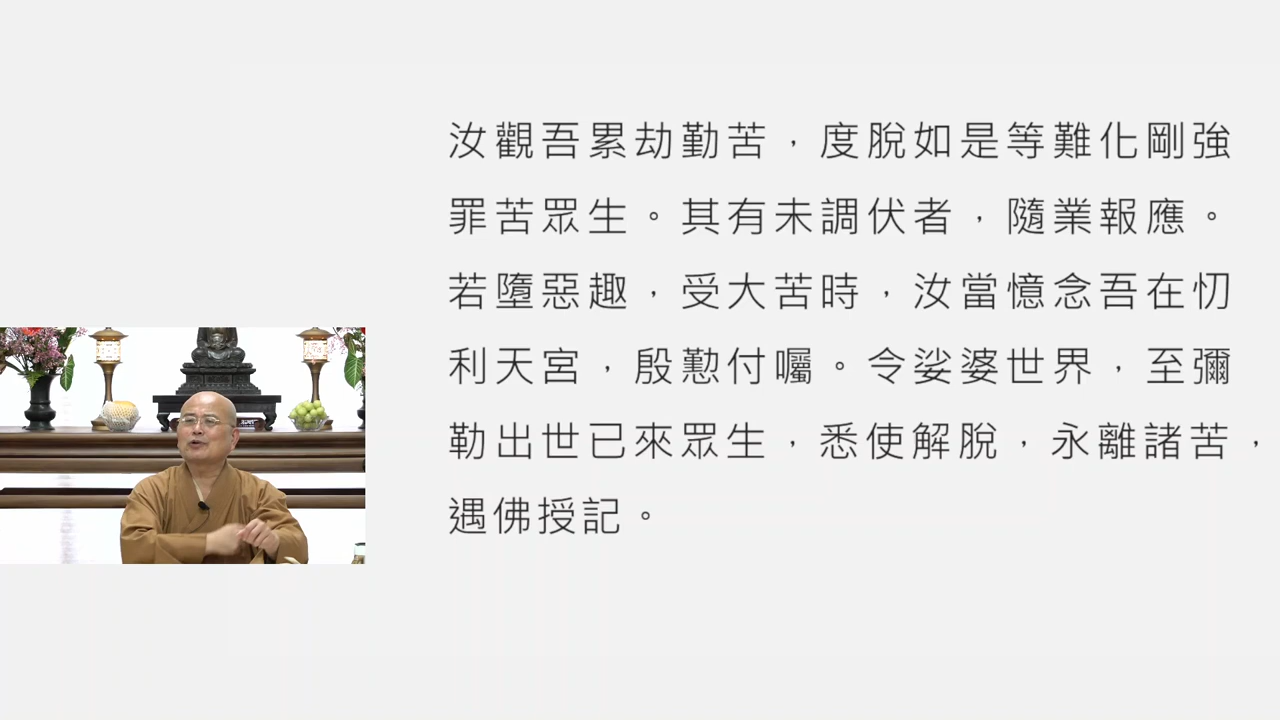 汝觀吾累劫勤苦，度脫如是等難化剛強
罪苦眾生。其有未調伏者，隨業報應。
若墮惡趣，受大苦時，汝當憶念吾在忉
利天宮，殷懃付囑。令娑婆世界，至彌
勒出世已來眾生，悉使解脫，永離諸苦，
遇佛授記。